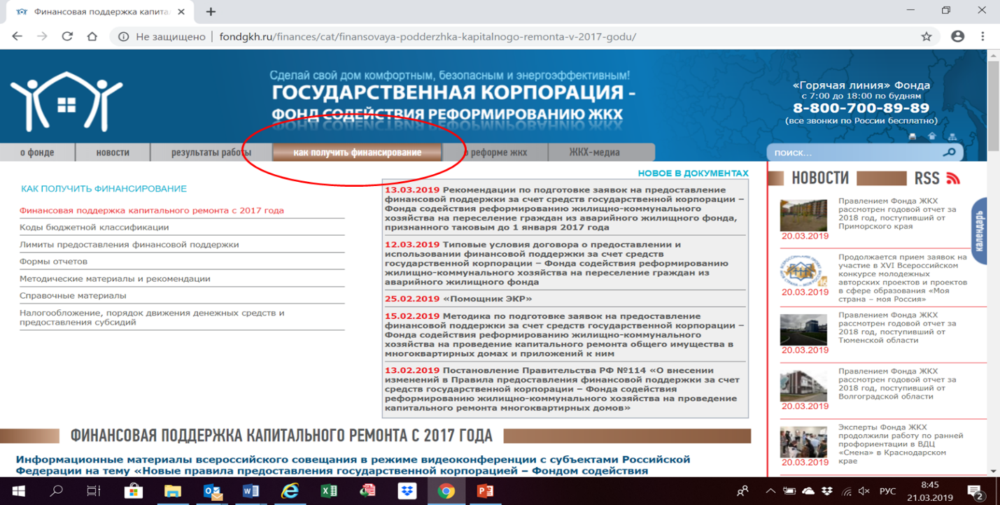 Финансовая поддержка капита
Не защищено | fondgkh.ru/finances/cat/finansovaya-podderzhka-kapitalnogo-remonta-v-2017-godu/
Сделай свой дом комфортным, безопасным и энергоэффективным!
ГОСУДАРСТВЕННАЯ КОРПОРАЦИЯ -
ФОНД СОДЕЙСТВИЯ РЕФОРМИРОВАНИЮ ЖКХ
«Горячая линия» Фонда
с 7:00 до 18:00 по будням
8-800-700-89-89
(все звонки по России бесплатно)
о фонде новости результаты работы как получить финансирование о реформе жкх ЖКХ-медиа
поиск...
КАК ПОЛУЧИТЬ ФИНАНСИРОВАНИЕ
Финансовая поддержка капитального ремонта с 2017 года
Коды бюджетной классификации
Лимиты предоставления финансовой поддержки
Формы отчетов
Методические материалы и рекомендации
Справочные материалы
Налогообложение, порядок движения денежных средств и
предоставления субсидий
НОВОЕ В ДОКУМЕНТАХ
13.03.2019 Рекомендации по подготовке заявок на предоставление
финансовой поддержки за счет средств государственной корпорации –
Фонда содействия реформированию жилищно-коммунального
хозяйства на переселение граждан из аварийного жилищного фонда,
признанного таковым до 1 января 2017 года
12.03.2019 Типовые условия договора о предоставлении и
использовании финансовой поддержки за счет средств
государственной корпорации – Фонда содействия реформированию
жилищно-коммунального хозяйства на переселение граждан из
аварийного жилищного фонда
25.02.2019 «Помощник ЭКР»
15.02.2019 Методика по подготовке заявок на предоставление
финансовой поддержки за счет средств государственной корпорации –
Фонда содействия реформированию жилищно-коммунального
хозяйства на проведение капитального ремонта общего имущества в
многоквартирных домах и приложений к ним
13.02.2019 Постановление Правительства РФ №114 «О внесении
изменений в Правила предоставления финансовой поддержки за счет
средств государственной корпорации – Фонда содействия
реформированию жилищно-коммунального хозяйства на проведение
капитального ремонта многоквартирных домов»
НОВОСТИ RSS
Правлением Фонда ЖКХ
рассмотрен годовой отчет за
2018 год, поступивший от
Приморского края
20.03.2019
Продолжается прием заявок на
участие в XVI Всероссийском
конкурсе молодежных
авторских проектов и проектов
в сфере образования «Моя
страна – моя Россия»
20.03.2019
Правлением Фонда ЖКХ
рассмотрен годовой отчет за
2018 год, поступивший от
Тюменской области
20.03.2019
Правлением Фонда ЖКХ
рассмотрен годовой отчет за
2018 год, поступивший от
Волгоградской области
20.03.2019
Эксперты Фонда ЖКХ
продолжили работу по ранней
профориентации в ВДЦ
«Смена» в Краснодарском
крае
20.03.2019
календарь
ФИНАНСОВАЯ ПОДДЕРЖКА КАПИТАЛЬНОГО РЕМОНТА С 2017 ГОДА
Информационные материалы всероссийского совещания в режиме видеоконференции с субъектами Российской
Федерации на тему «Новые правила предоставления государственной корпорацией – Фондом содействия
РУС
8:45
21.03.2019
2